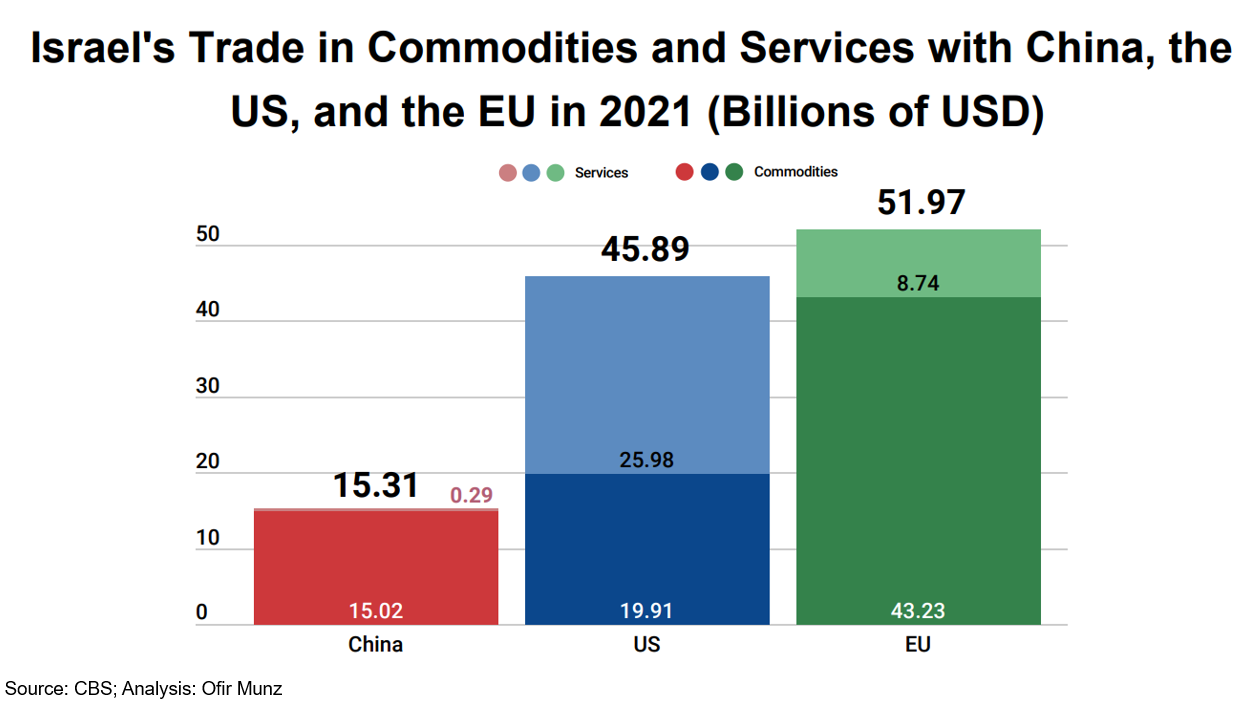 Israel's Trade in Commodities and Services with China, the
US, and the EU in 2021 (Billions of USD)
Services
Commodities
51.97
50
45.89
8.74
40
30
20
25.98
15.31
0.29
10
0
15.02
19.91
43.23
China
US
EU
Source: CBS; Analysis: Ofir Munz